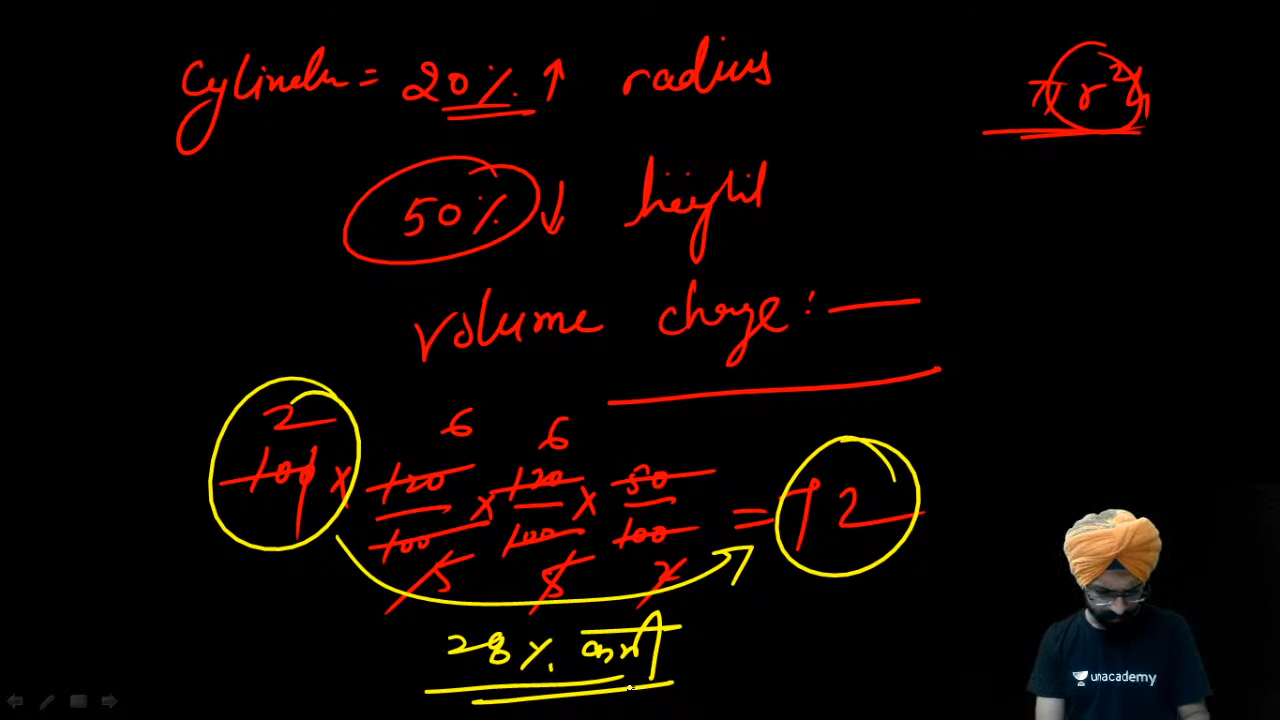 Cylinder = 20% ↑ radius
πr²h
50% ↓ height
volume change : —
2 6 6
100 × 120/100 × 120/100 × 50/100 = 72
5 5 2
28% कमी
unacademy